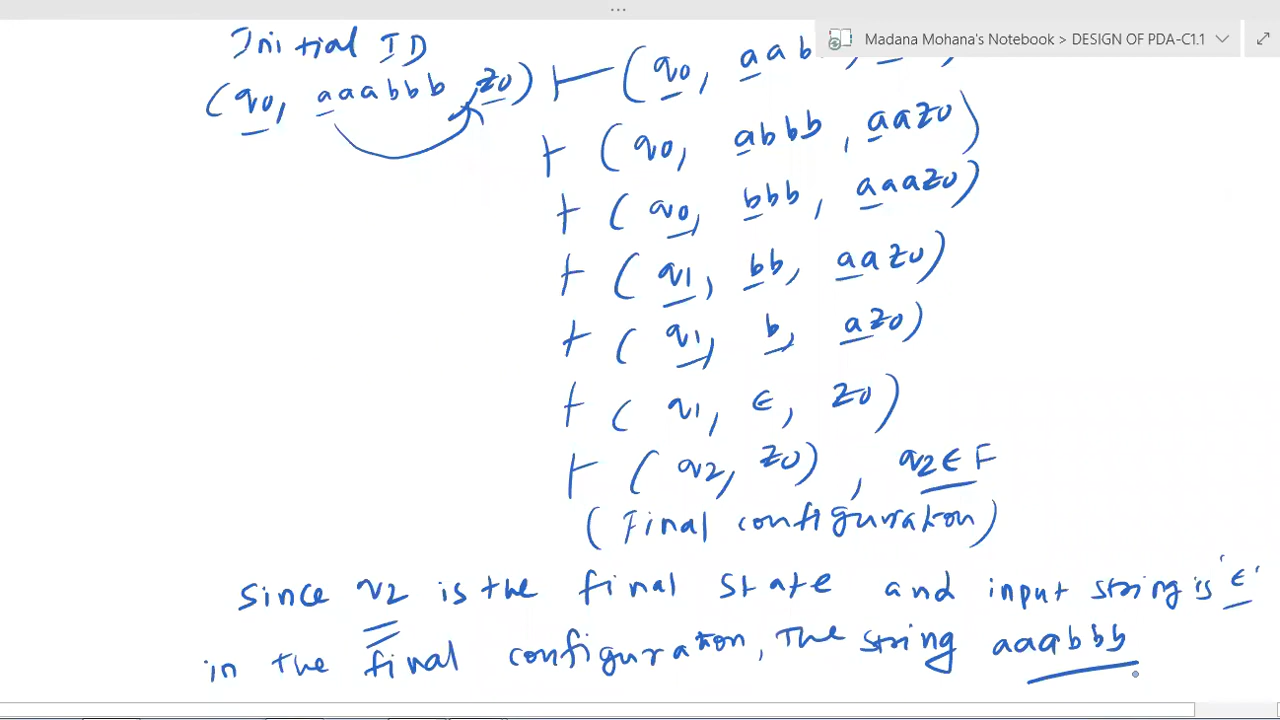 Madana Mohana's Notebook > DESIGN OF PDA-C1.1
Initial ID
(q0, aaabbb, z0) ⊢ (q0, aab
⊢ (q0, abbb, aaz0)
⊢ (q0, bbb, aaaz0)
⊢ (q1, bb, aaz0)
⊢ (q1, b, az0)
⊢ (q1, ϵ, z0)
⊢ (q2, z0), q2 ϵ F
(Final configuration)
Since q2 is the final state and input string is 'ϵ'
in the final configuration, The string aaabbb